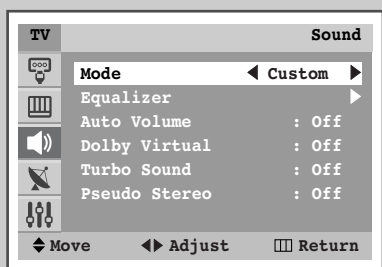 TV Sound
Mode Custom
Equalizer
Auto Volume : Off
Dolby Virtual : Off
Turbo Sound : Off
Pseudo Stereo : Off
Move Adjust Return